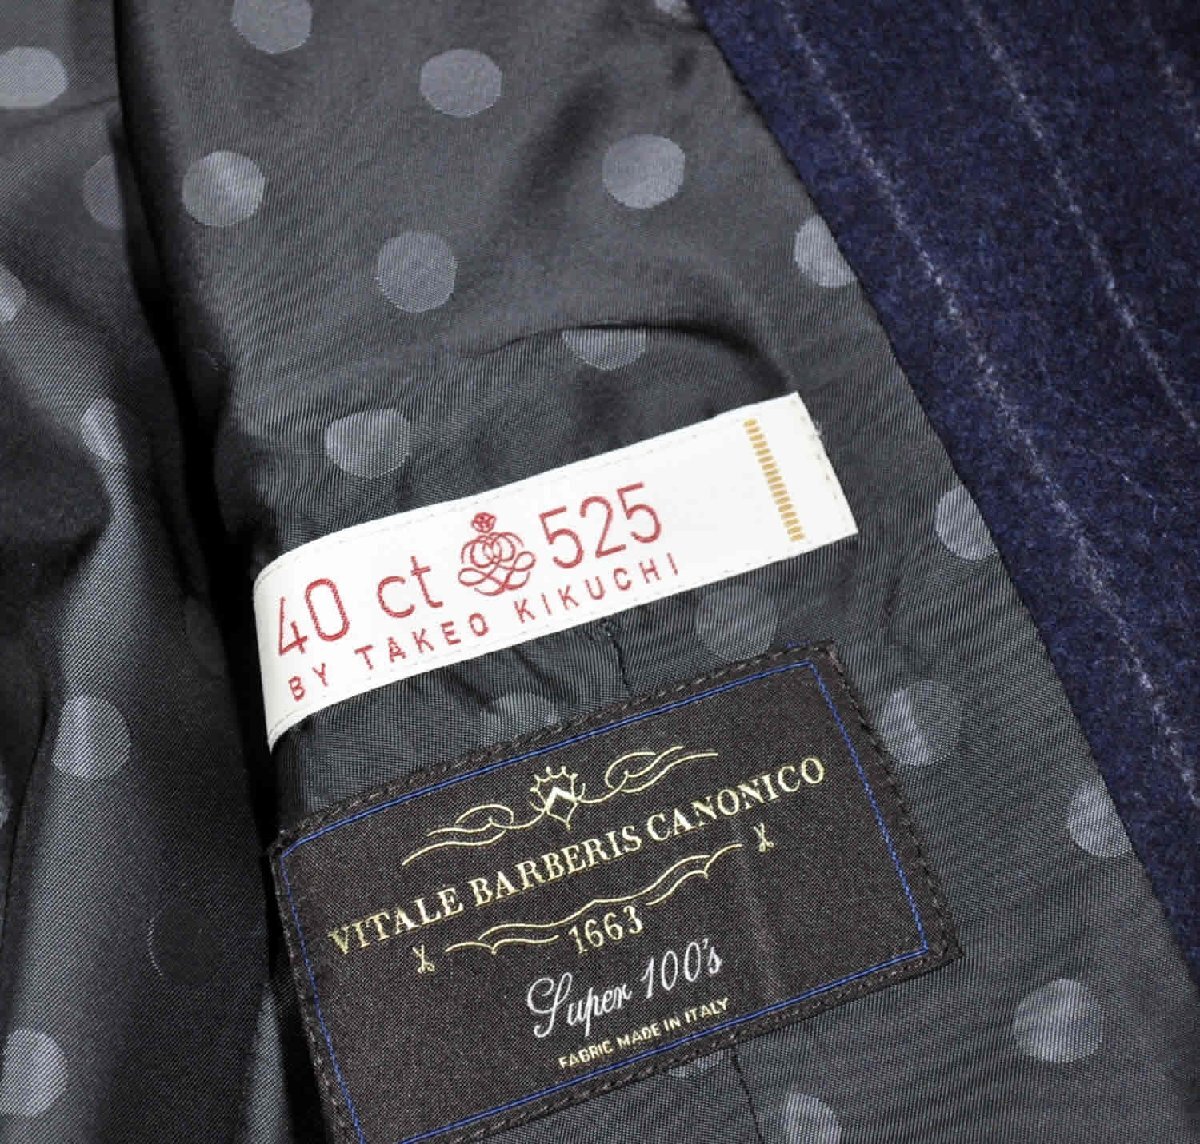 40 ct 525
BY TAKEO KIKUCHI
VITALE BARBERIS CANONICO
1663
Super 100's
FABRIC MADE IN ITALY